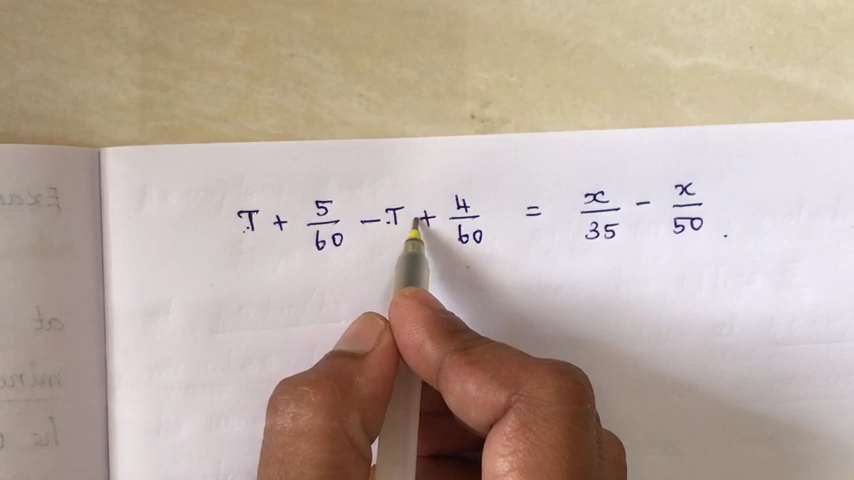 T + 5/60 - T + 4/60 = x/35 - x/50 .